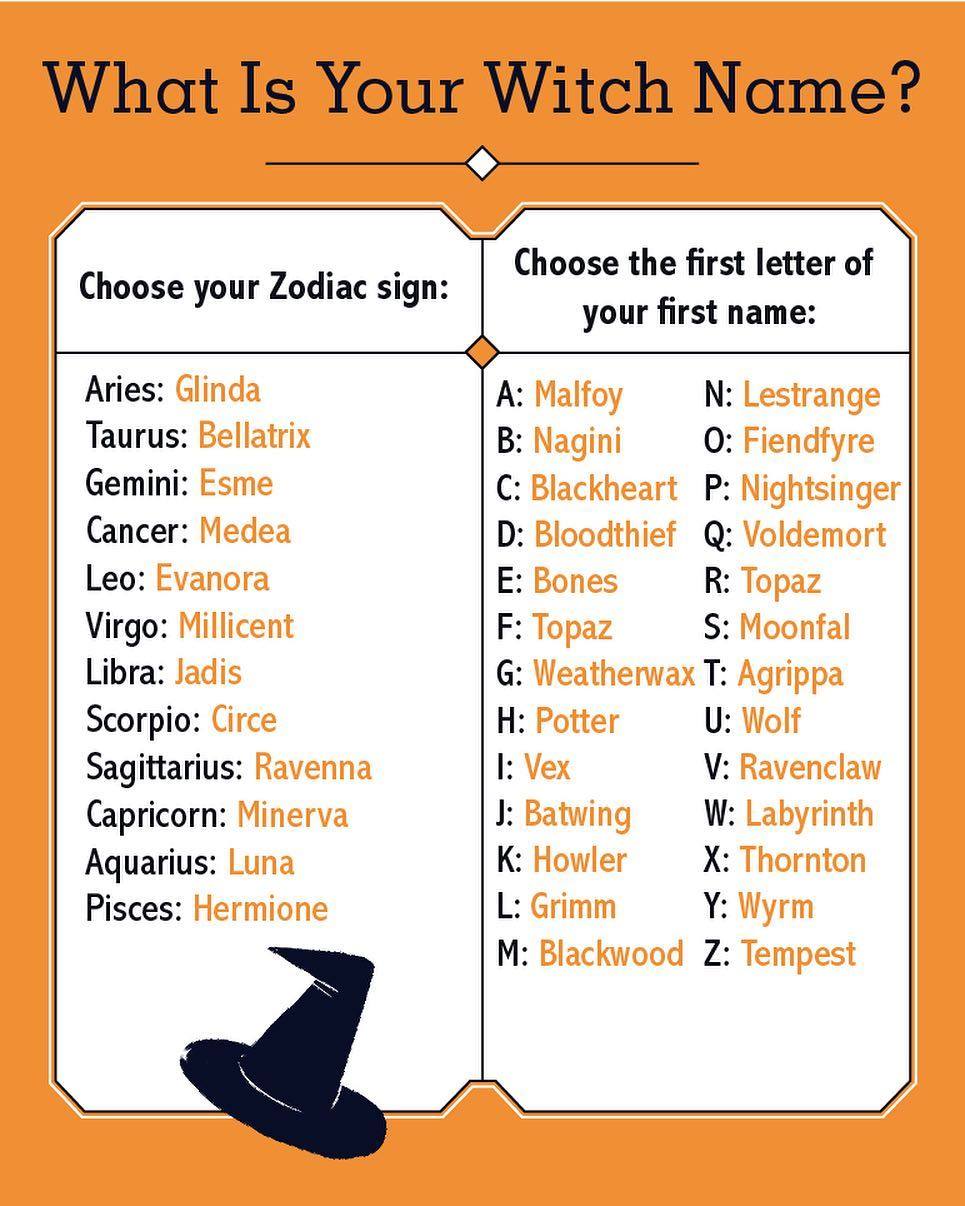 What Is Your Witch Name?
Choose your Zodiac sign:
Aries: Glinda
Taurus: Bellatrix
Gemini: Esme
Cancer: Medea
Leo: Evanora
Virgo: Millicent
Libra: Jadis
Scorpio: Circe
Sagittarius: Ravenna
Capricorn: Minerva
Aquarius: Luna
Pisces: Hermione
Choose the first letter of
your first name:
A: Malfoy
B: Nagini
C: Blackheart
D: Bloodthief
E: Bones
F: Topaz
G: Weatherwax
H: Potter
I: Vex
J: Batwing
K: Howler
L: Grimm
M: Blackwood
N: Lestrange
O: Fiendfyre
P: Nightsinger
Q: Voldemort
R: Topaz
S: Moonfal
T: Agrippa
U: Wolf
V: Ravenclaw
W: Labyrinth
X: Thornton
Y: Wyrm
Z: Tempest